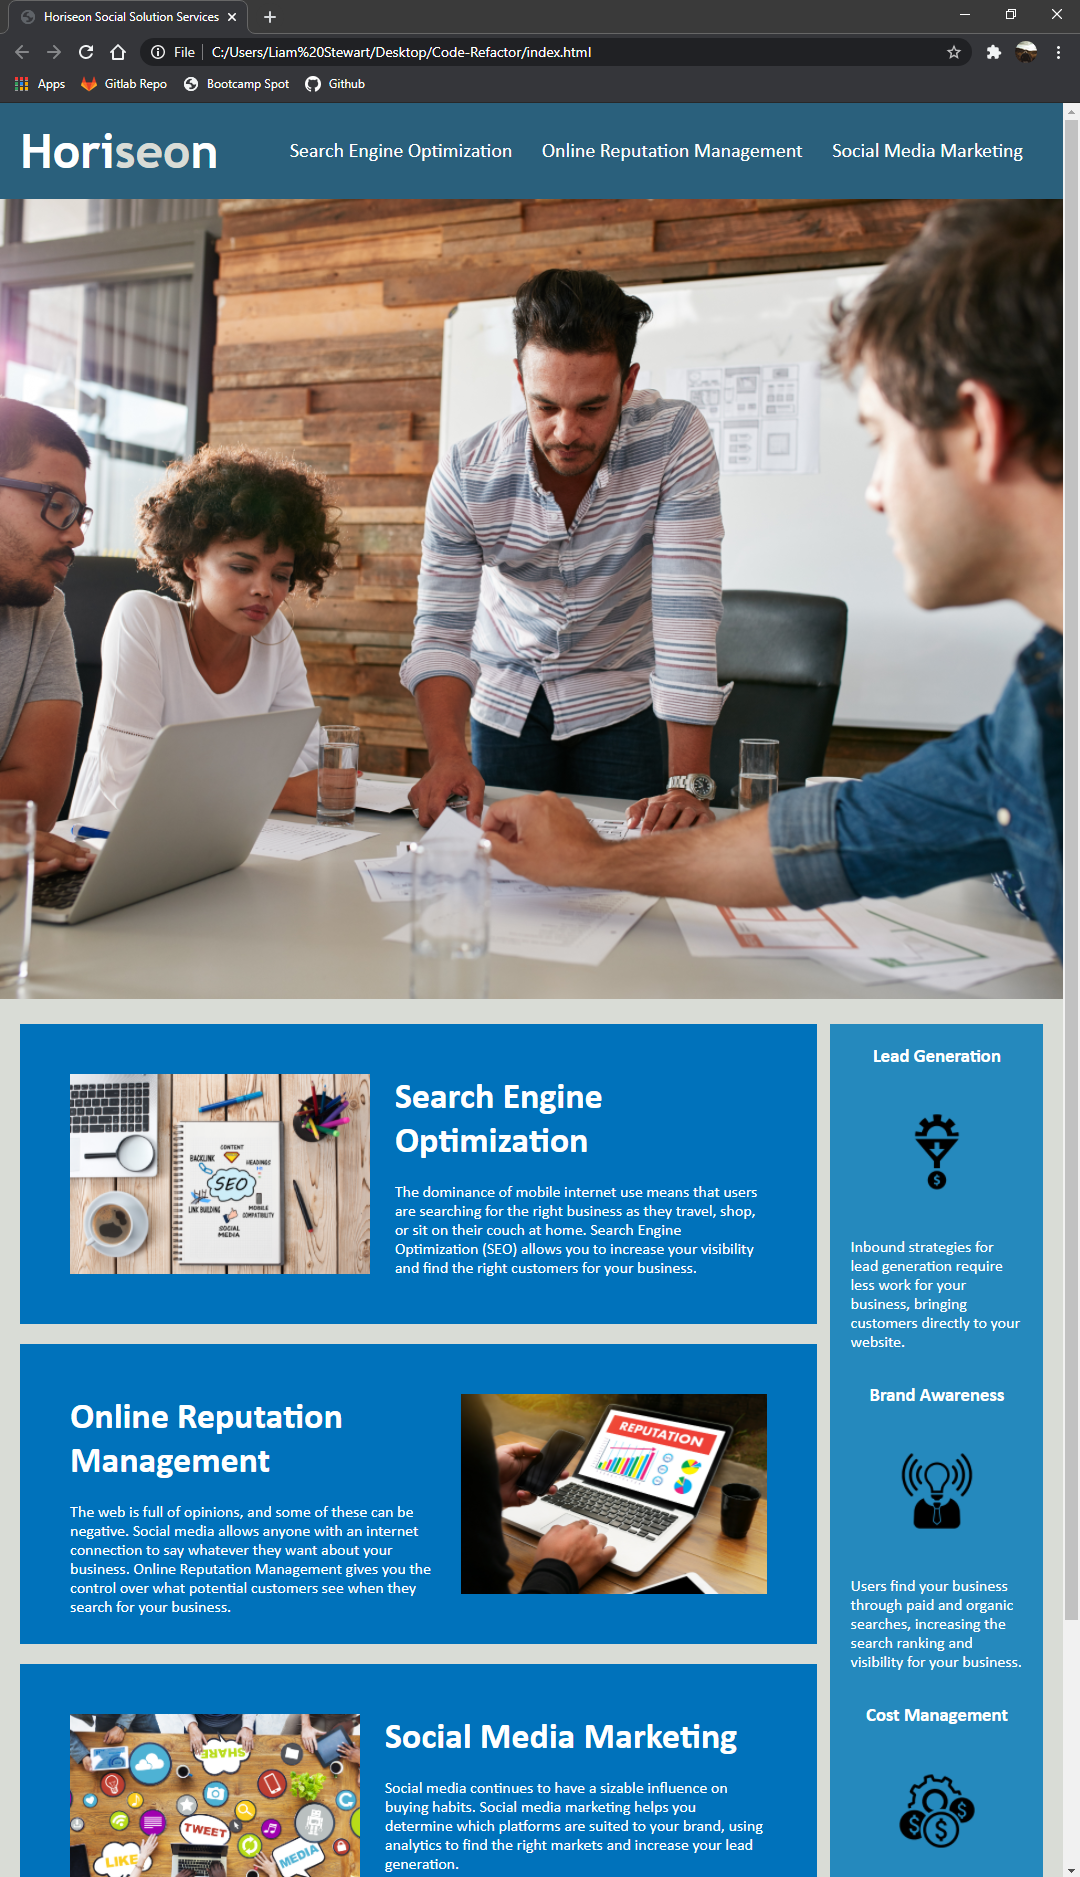 Horiseon Social Solution Services
File
C:/Users/Liam%20Stewart/Desktop/Code-Refactor/index.html
Apps
Gitlab Repo
Bootcamp Spot
Github
Horiseon
Search Engine Optimization
Online Reputation Management
Social Media Marketing
CONTENT
BACKLINK
HEADINGS
SEO
LINK BUILDING
MOBILE
COMPATIBILITY
SOCIAL
MEDIA
Search Engine
Optimization
The dominance of mobile internet use means that users
are searching for the right business as they travel, shop,
or sit on their couch at home. Search Engine
Optimization (SEO) allows you to increase your visibility
and find the right customers for your business.
Online Reputation
Management
The web is full of opinions, and some of these can be
negative. Social media allows anyone with an internet
connection to say whatever they want about your
business. Online Reputation Management gives you the
control over what potential customers see when they
search for your business.
REPUTATION
SHARE
TWEET
LIKE
MEDIA
Social Media Marketing
Social media continues to have a sizable influence on
buying habits. Social media marketing helps you
determine which platforms are suited to your brand, using
analytics to find the right markets and increase your lead
generation.
Lead Generation
$
Inbound strategies for
lead generation require
less work for your
business, bringing
customers directly to your
website.
Brand Awareness
Users find your business
through paid and organic
searches, increasing the
search ranking and
visibility for your business.
Cost Management
$ $ $